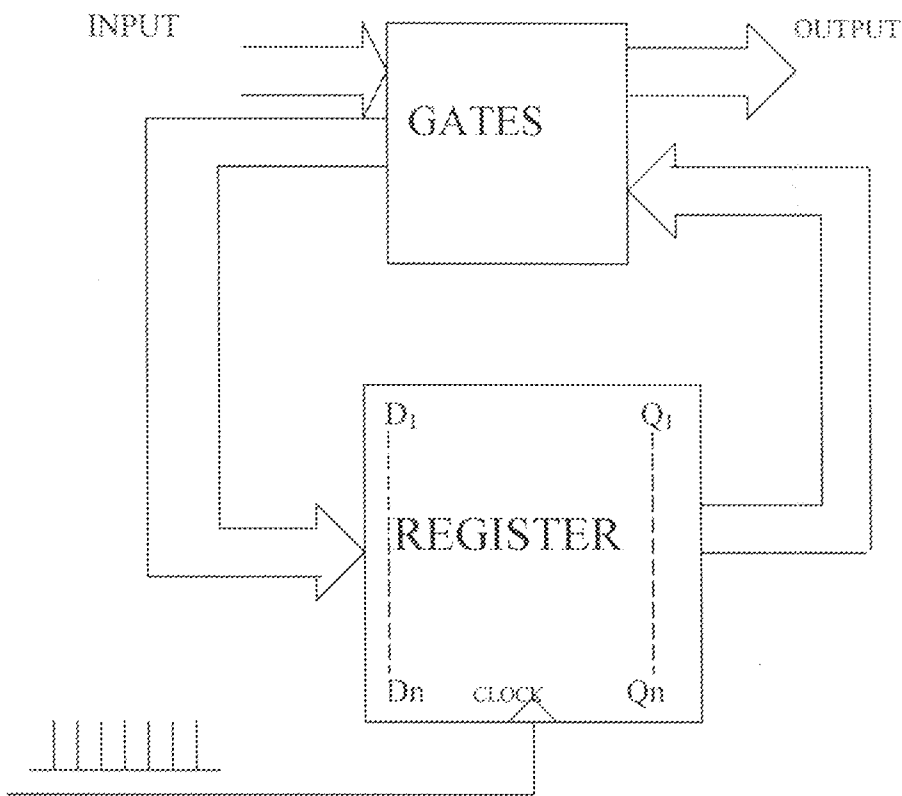 INPUT
OUTPUT
GATES
D₁
Q₁
REGISTER
Dn
CLOCK
Qn